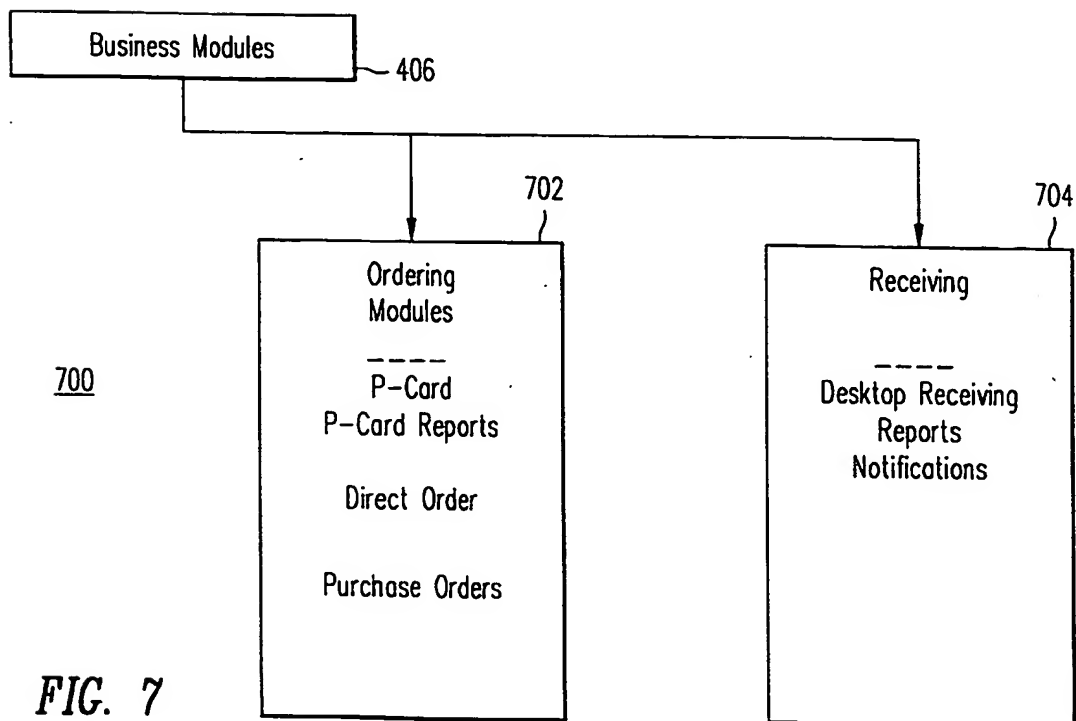 Business Modules
406
702
704
Ordering
Modules
----
P-Card
P-Card Reports
Direct Order
Purchase Orders
Receiving
----
Desktop Receiving
Reports
Notifications
700
FIG. 7